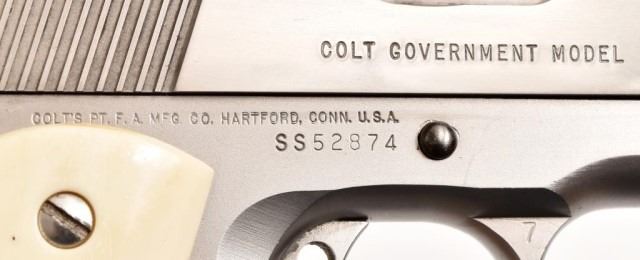 COLT GOVERNMENT MODEL
COLT'S PT. F. A. MFG. CO. HARTFORD, CONN. U.S.A.
SS52874
7